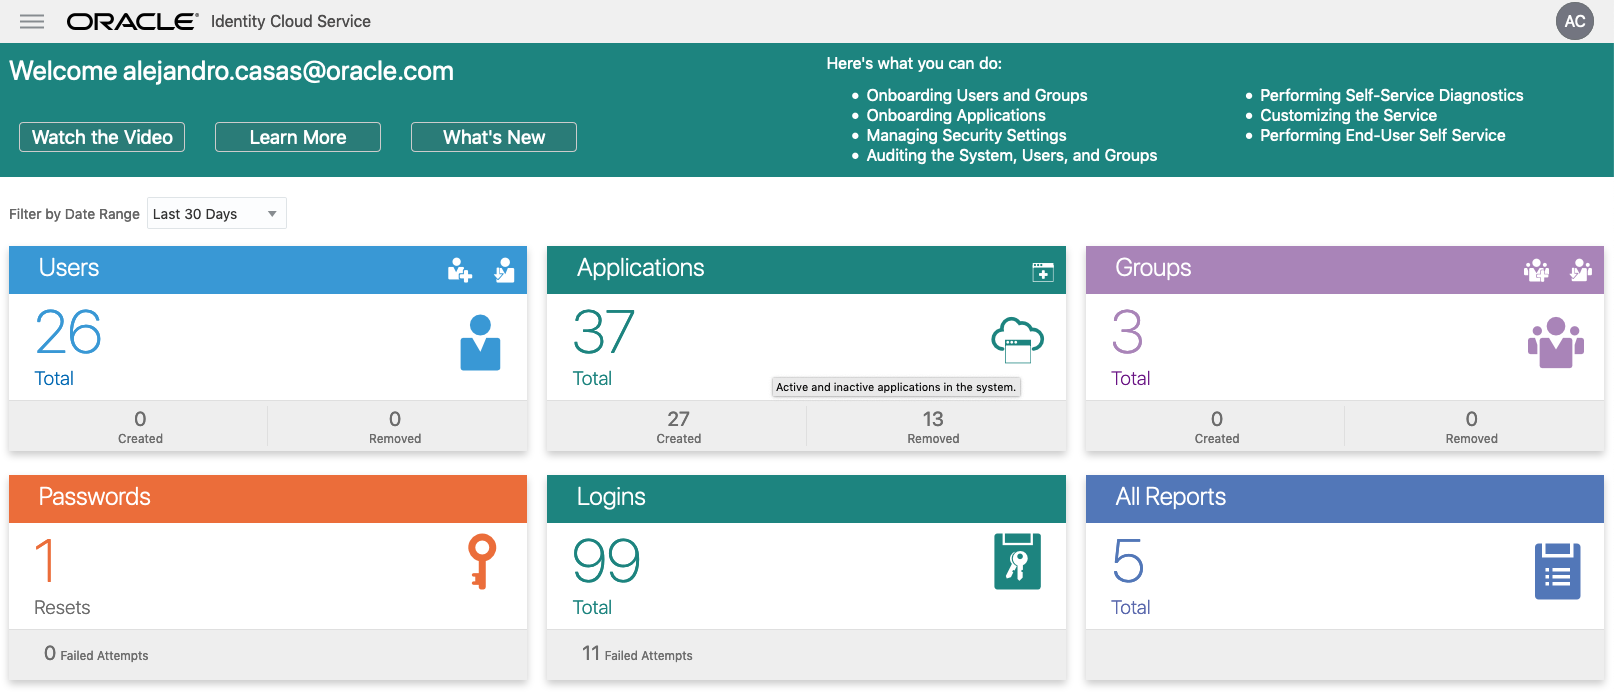 ORACLE® Identity Cloud Service
AC
Welcome alejandro.casas@oracle.com
Watch the Video
Learn More
What's New
Here's what you can do:
• Onboarding Users and Groups
• Onboarding Applications
• Managing Security Settings
• Auditing the System, Users, and Groups
• Performing Self-Service Diagnostics
• Customizing the Service
• Performing End-User Self Service
Filter by Date Range Last 30 Days
Users
26
Total
0
Created
0
Removed
Applications
37
Total
Active and inactive applications in the system.
27
Created
13
Removed
Groups
3
Total
0
Created
0
Removed
Passwords
1
Resets
0 Failed Attempts
Logins
99
Total
11 Failed Attempts
All Reports
5
Total